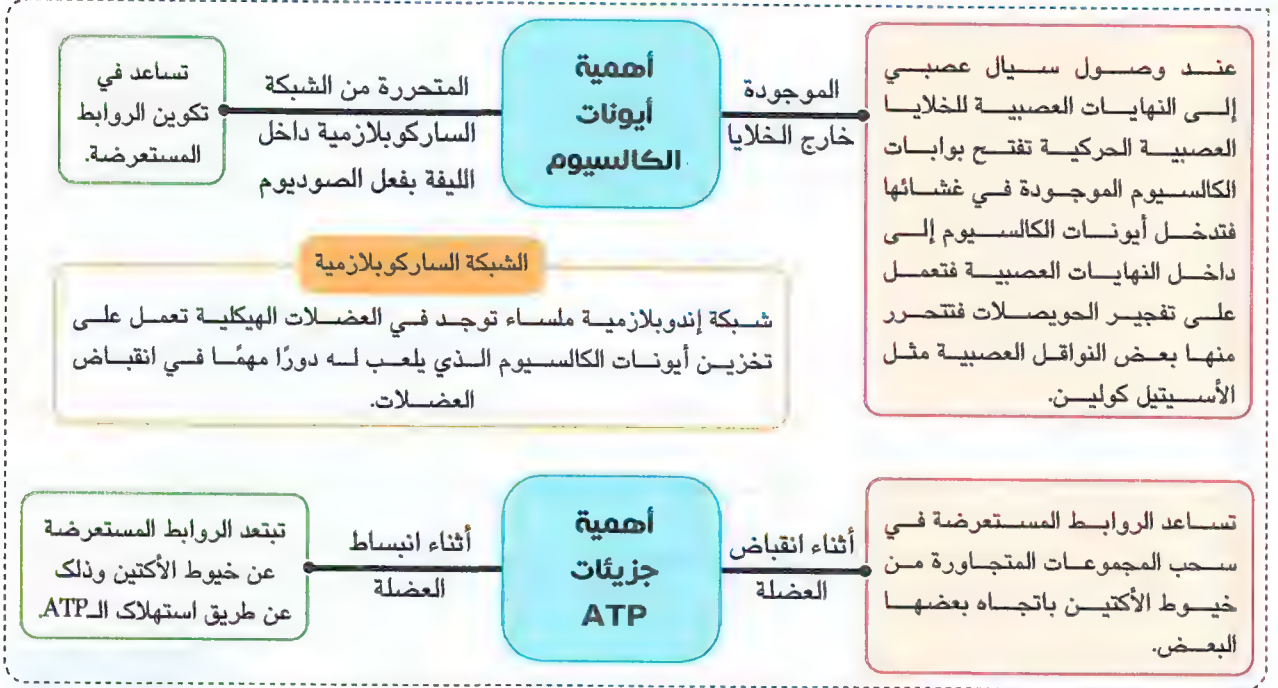 عند وصول سيال عصبي
إلى النهايات العصبية للخلايا
العصبية الحركية تفتح بوابات
الكالسيوم الموجودة في غشائها
فتدخل أيونات الكالسيوم إلى
داخل النهايات العصبية فتعمل
على تفجير الحويصلات فتتحرر
منها بعض النواقل العصبية مثل
الأسيتيل كولين.
الموجودة
خارج الخلايا
أهمية
أيونات
الكالسيوم
المتحررة من الشبكة
الساركوبلازمية داخل
الليفة بفعل الصوديوم
تساعد في
تكوين الروابط
المستعرضة.
الشبكة الساركوبلازمية
شبكة إندوبلازمية ملساء توجد في العضلات الهيكلية تعمل على
تخزين أيونات الكالسيوم الذي يلعب له دورًا مهمًا في انقباض
العضلات.
تساعد الروابط المستعرضة في
سحب المجموعات المتجاورة من
خيوط الأكتين باتجاه بعضها
البعض.
أثناء انقباض
العضلة
أهمية
جزيئات
ATP
أثناء انبساط
العضلة
تبتعد الروابط المستعرضة
عن خيوط الأكتين وذلك
عن طريق استهلاك الـATP.